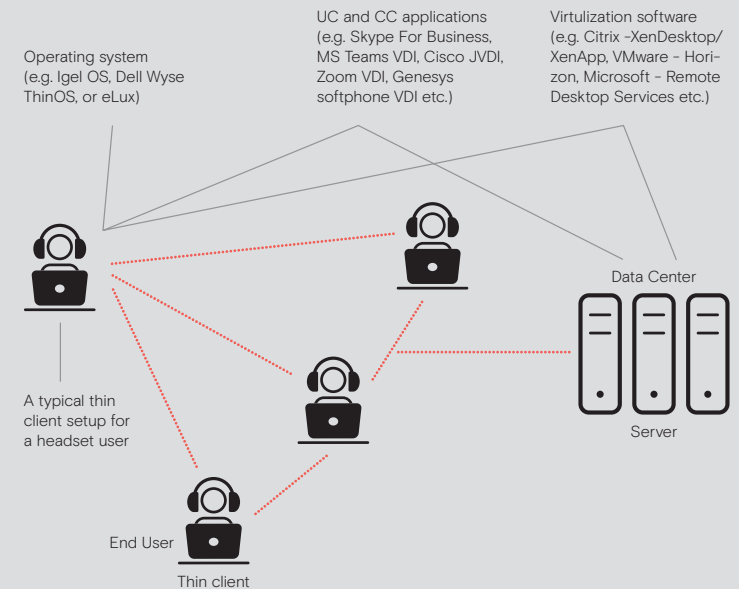 Operating system
(e.g. Igel OS, Dell Wyse
ThinOS, or eLux)
UC and CC applications
(e.g. Skype For Business,
MS Teams VDI, Cisco JVDI,
Zoom VDI, Genesys
softphone VDI etc.)
Virtulization software
(e.g. Citrix -XenDesktop/
XenApp, VMware - Hori-
zon, Microsoft - Remote
Desktop Services etc.)
Data Center
Server
A typical thin
client setup for
a headset user
End User
Thin client